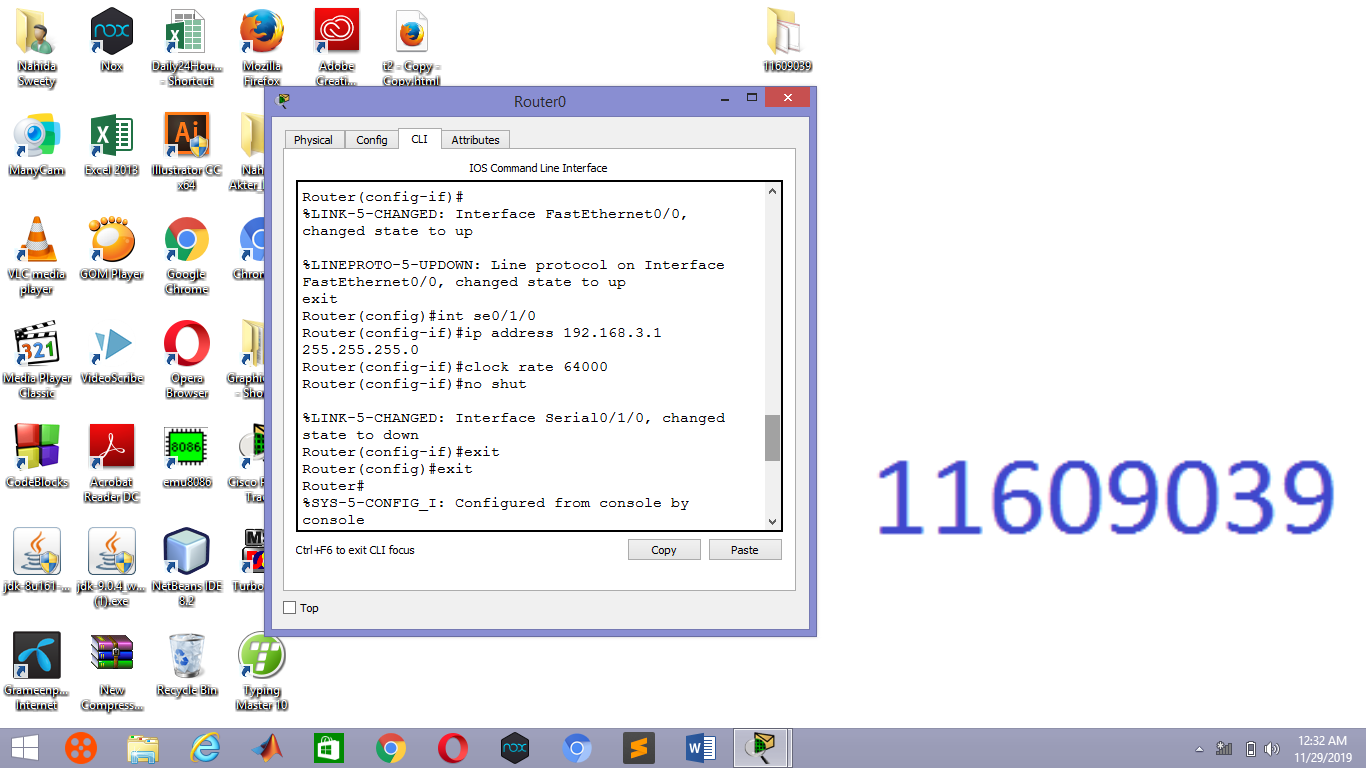 Nahida
Sweety
Nox
Daily24Hou...
- Shortcut
Mozilla
Firefox
Adobe
Creati...
t2 - Copy -
Copy.html
11609039
ManyCam
Excel 2013
Illustrator CC
x64
Nah
Akter_
VLC media
player
GOM Player
Google
Chrome
Chrom
Media Player
Classic
VideoScribe
Opera
Browser
Graphi
- Sho
CodeBlocks
Acrobat
Reader DC
8086
emu8086
Cisco P
Tra
jdk-8u161-...
jdk-9.0.4_w...
(1).exe
NetBeans IDE
8.2
Turbo
Grameenp...
Internet
New
Compress...
Recycle Bin
Typing
Master 10
Router0
Physical
Config
CLI
Attributes
IOS Command Line Interface
Router(config-if)#
%LINK-5-CHANGED: Interface FastEthernet0/0,
changed state to up
%LINEPROTO-5-UPDOWN: Line protocol on Interface
FastEthernet0/0, changed state to up
exit
Router(config)#int se0/1/0
Router(config-if)#ip address 192.168.3.1
255.255.255.0
Router(config-if)#clock rate 64000
Router(config-if)#no shut
%LINK-5-CHANGED: Interface Serial0/1/0, changed
state to down
Router(config-if)#exit
Router(config)#exit
Router#
%SYS-5-CONFIG_I: Configured from console by
console
Ctrl+F6 to exit CLI focus
Copy
Paste
Top
11609039
12:32 AM
11/29/2019